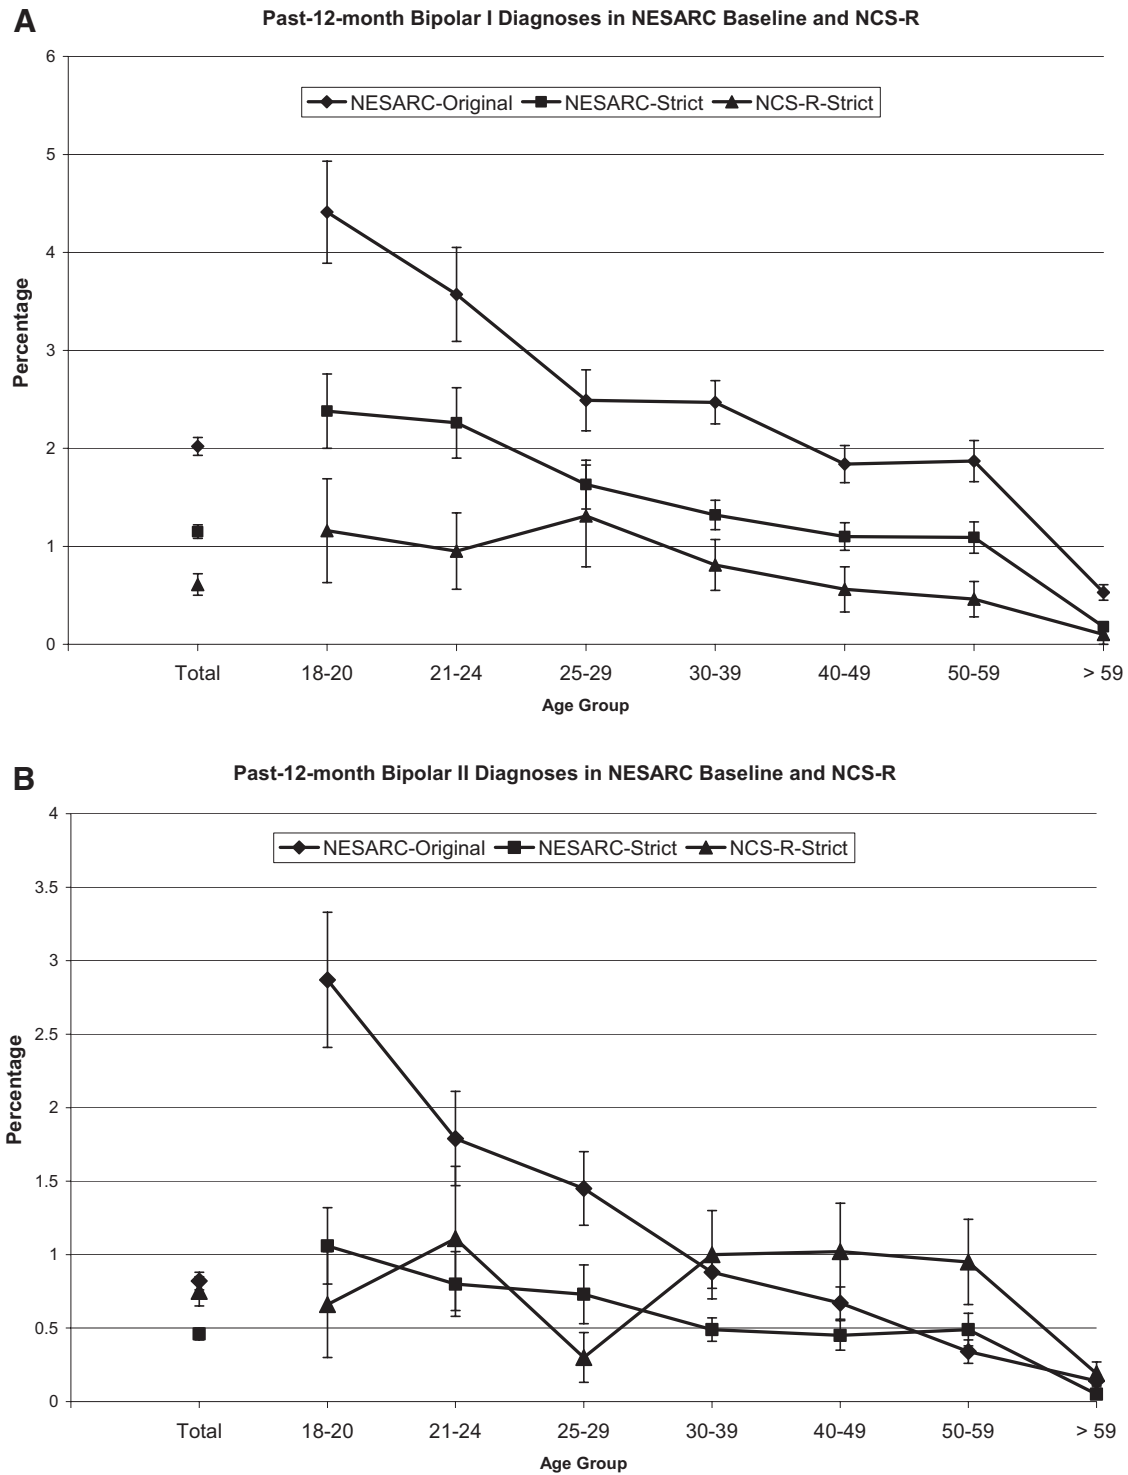 A
Past-12-month Bipolar I Diagnoses in NESARC Baseline and NCS-R
6
NESARC-Original NESARC-Strict NCS-R-Strict
5
4
3
2
1
0
Percentage
Total 18-20 21-24 25-29 30-39 40-49 50-59 > 59
Age Group
B
Past-12-month Bipolar II Diagnoses in NESARC Baseline and NCS-R
4
NESARC-Original NESARC-Strict NCS-R-Strict
3.5
3
2.5
2
1.5
1
0.5
0
Percentage
Total 18-20 21-24 25-29 30-39 40-49 50-59 > 59
Age Group